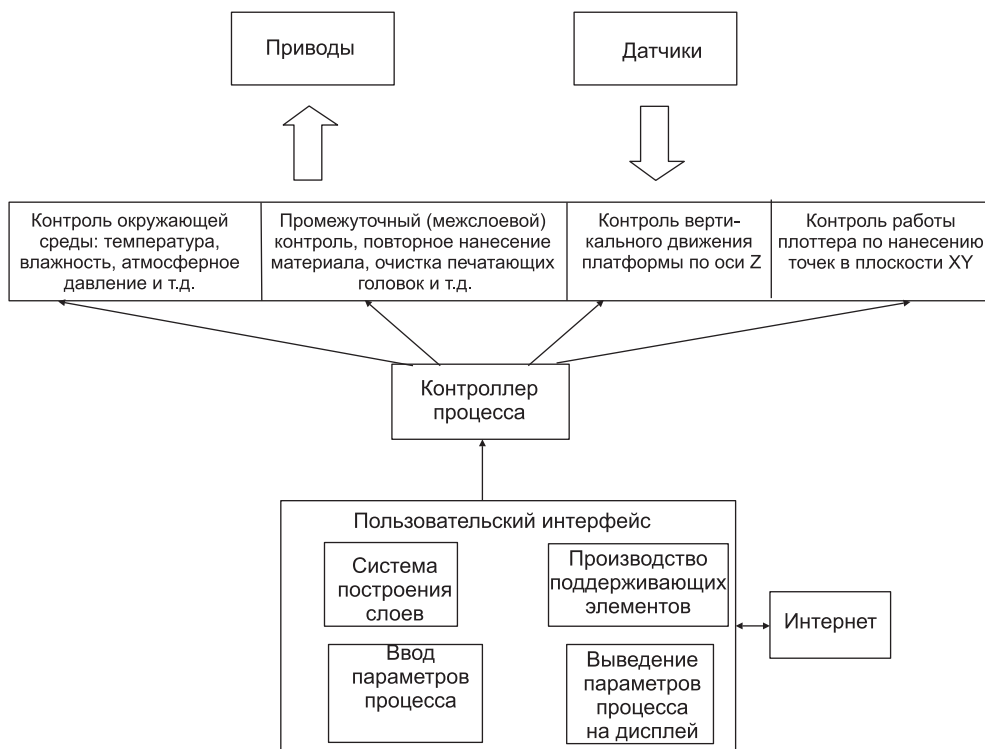 Приводы
Датчики
Контроль окружающей
среды: температура,
влажность, атмосферное
давление и т.д.
Промежуточный (межслоевой)
контроль, повторное нанесение
материала, очистка печатающих
головок и т.д.
Контроль верти-
кального движения
платформы по оси Z
Контроль работы
плоттера по нанесению
точек в плоскости XY
Контроллер
процесса
Пользовательский интерфейс
Система
построения
слоев
Производство
поддерживающих
элементов
Интернет
Ввод
параметров
процесса
Выведение
параметров
процесса
на дисплей